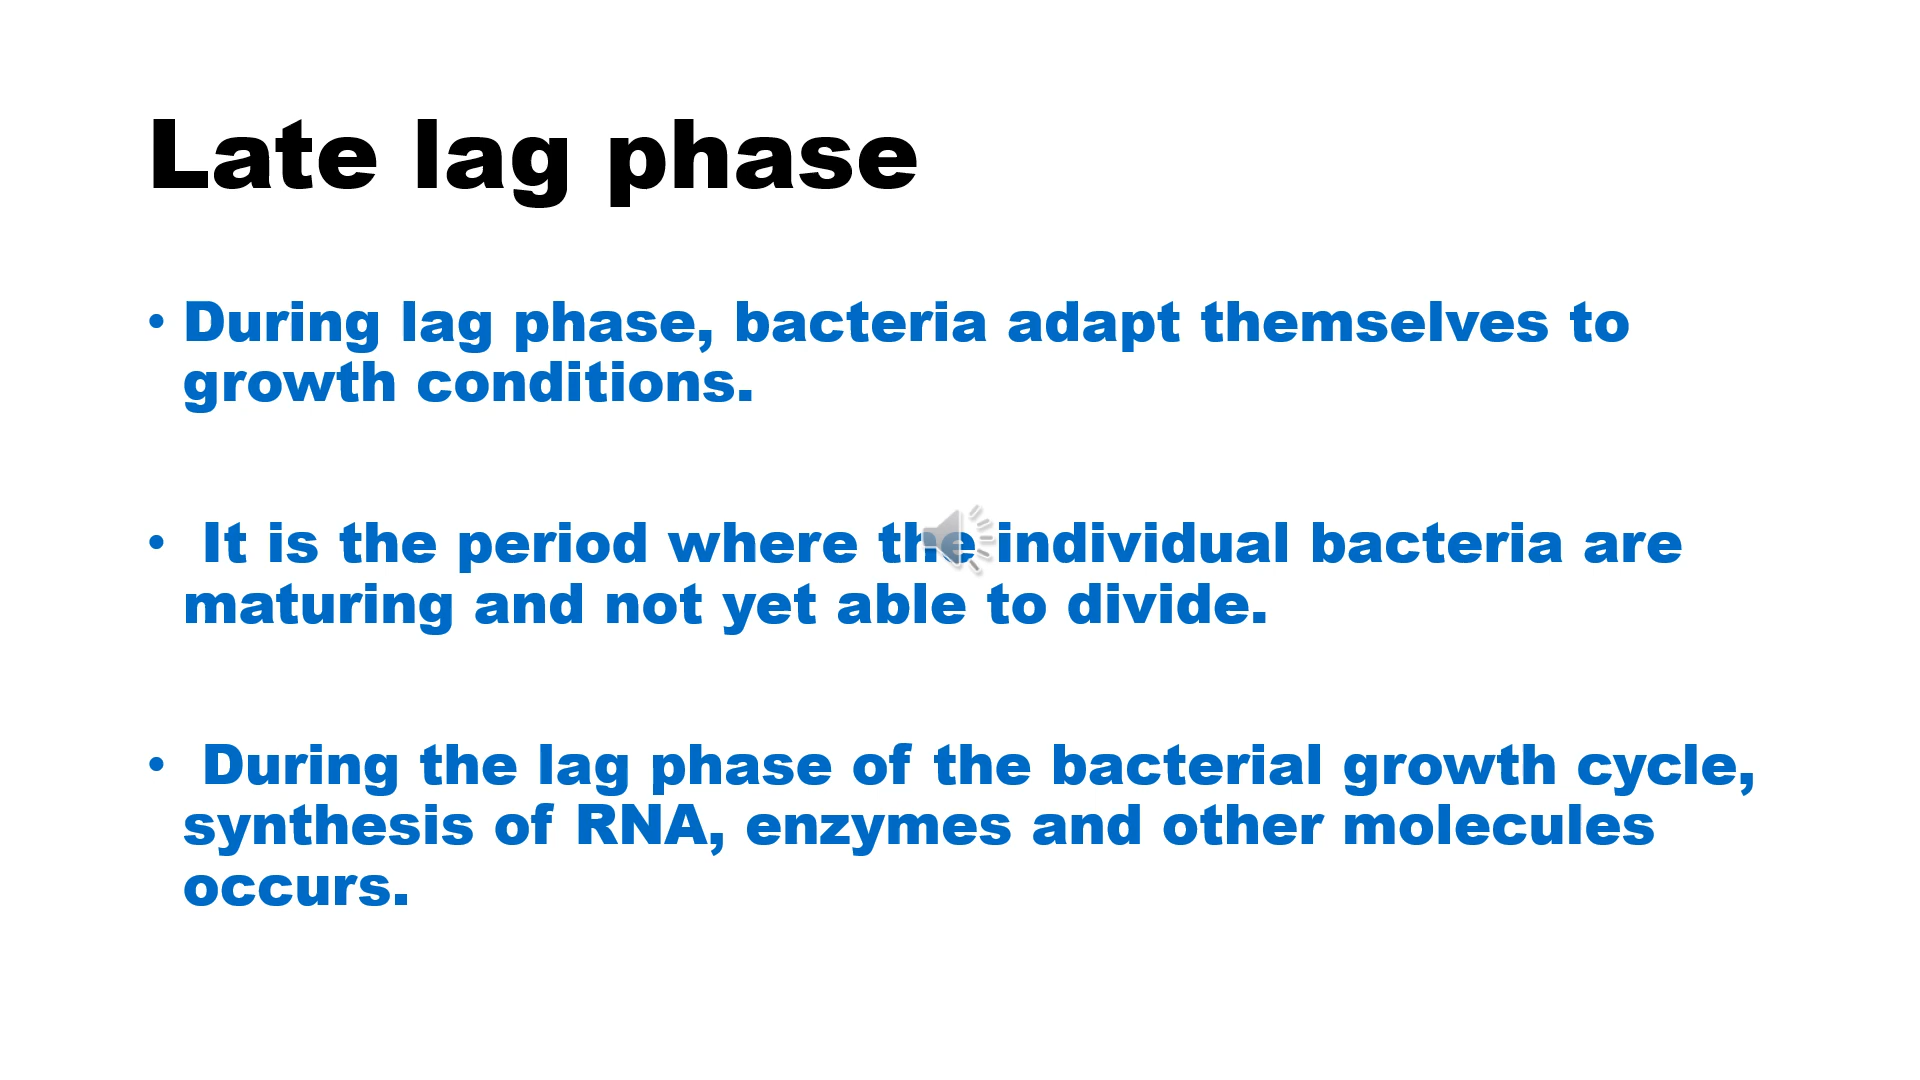 Late lag phase
• During lag phase, bacteria adapt themselves to
growth conditions.
• It is the period where the individual bacteria are
maturing and not yet able to divide.
• During the lag phase of the bacterial growth cycle,
synthesis of RNA, enzymes and other molecules
occurs.